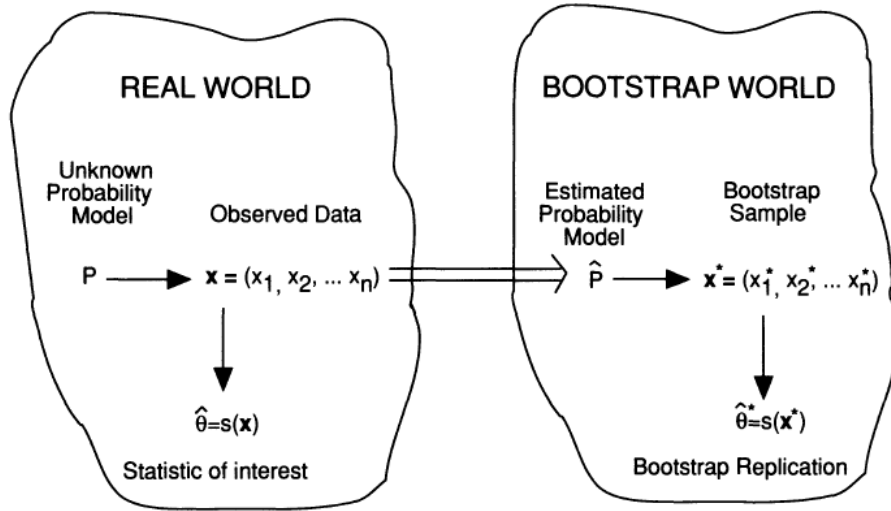 REAL WORLD
Unknown
Probability
Model
Observed Data
P
x = (x1, x2, ... xn)
θ̂=s(x)
Statistic of interest
BOOTSTRAP WORLD
Estimated
Probability
Model
Bootstrap
Sample
P̂
x* = (x1*, x2*, ... xn*)
θ̂*=s(x*)
Bootstrap Replication